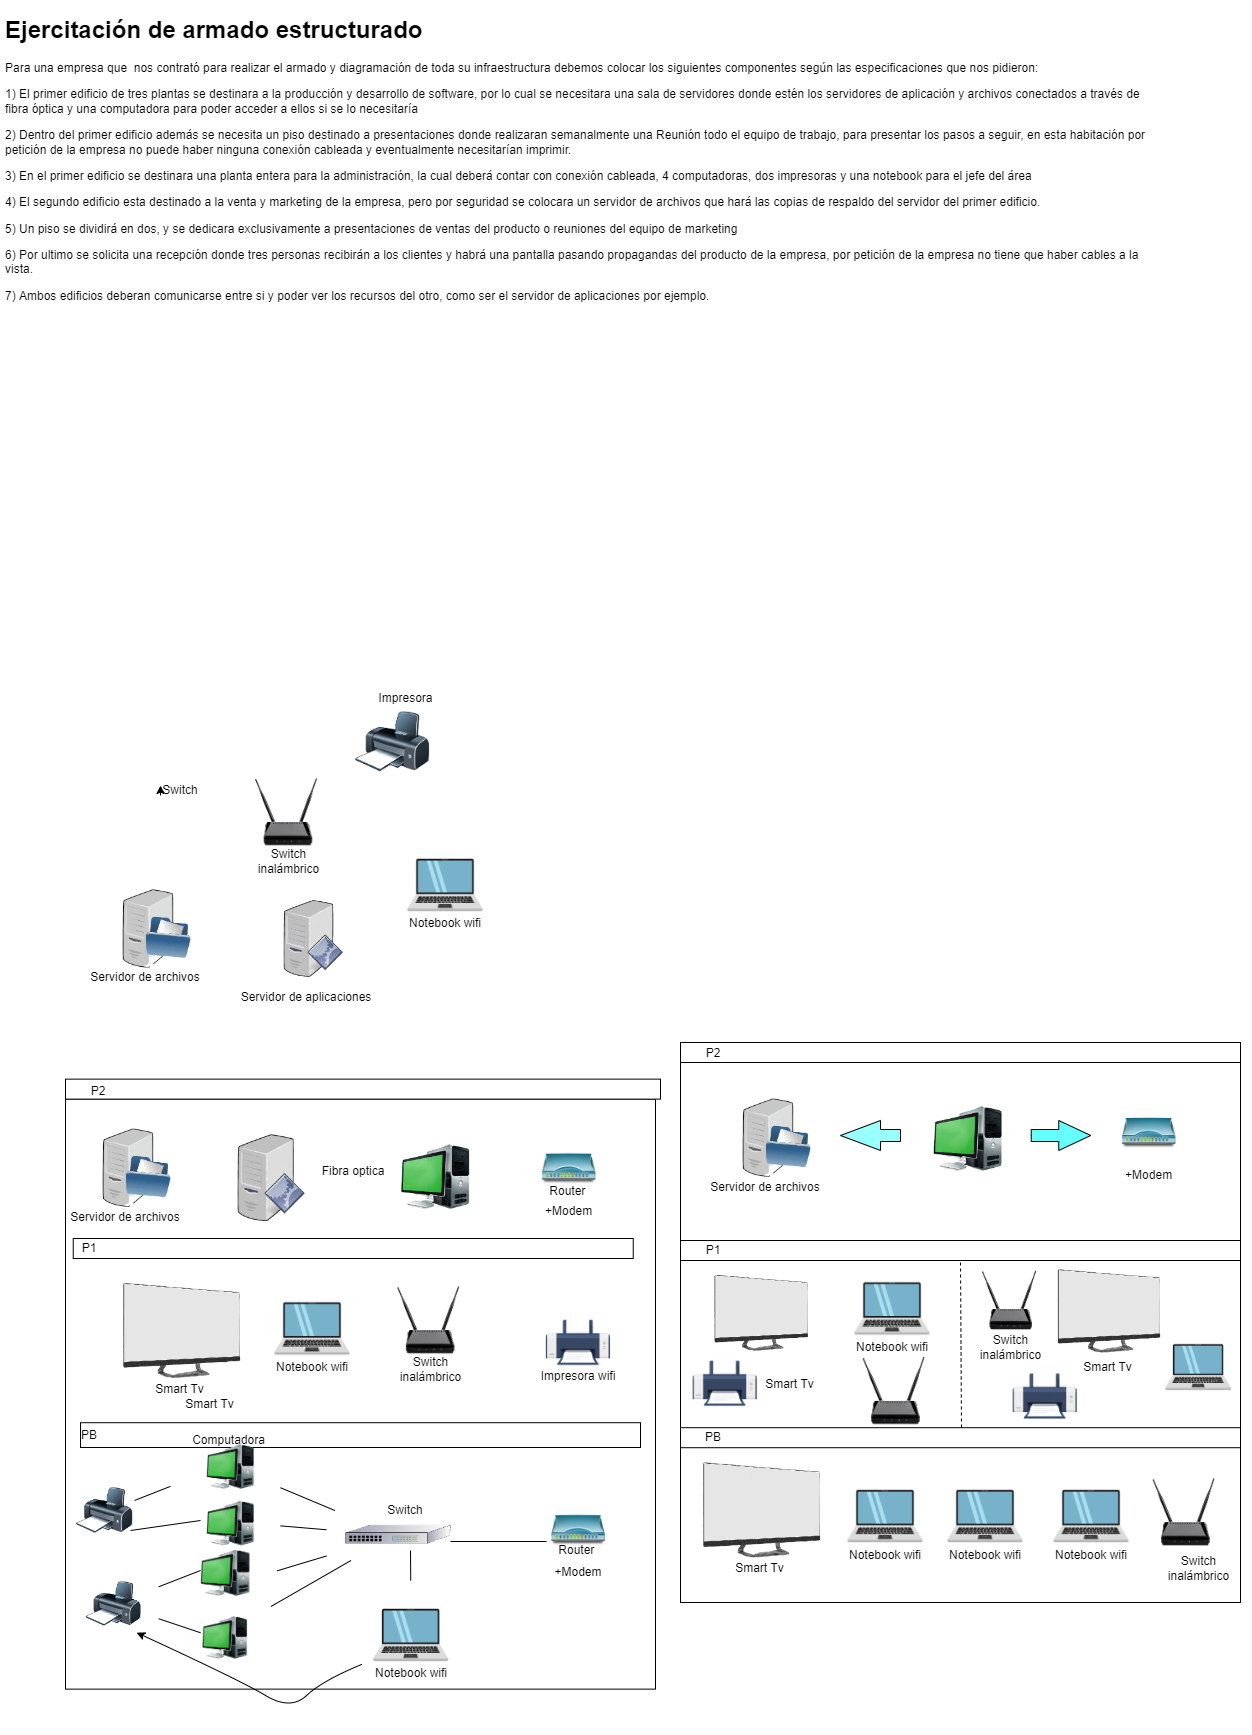 Ejercitación de armado estructurado
Para una empresa que  nos contrató para realizar el armado y diagramación de toda su infraestructura debemos colocar los siguientes componentes según las especificaciones que nos pidieron:
1) El primer edificio de tres plantas se destinara a la producción y desarrollo de software, por lo cual se necesitara una sala de servidores donde estén los servidores de aplicación y archivos conectados a través de
fibra óptica y una computadora para poder acceder a ellos si se lo necesitaría
2) Dentro del primer edificio además se necesita un piso destinado a presentaciones donde realizaran semanalmente una Reunión todo el equipo de trabajo, para presentar los pasos a seguir, en esta habitación por
petición de la empresa no puede haber ninguna conexión cableada y eventualmente necesitarían imprimir.
3) En el primer edificio se destinara una planta entera para la administración, la cual deberá contar con conexión cableada, 4 computadoras, dos impresoras y una notebook para el jefe del área
4) El segundo edificio esta destinado a la venta y marketing de la empresa, pero por seguridad se colocara un servidor de archivos que hará las copias de respaldo del servidor del primer edificio.
5) Un piso se dividirá en dos, y se dedicara exclusivamente a presentaciones de ventas del producto o reuniones del equipo de marketing
6) Por ultimo se solicita una recepción donde tres personas recibirán a los clientes y habrá una pantalla pasando propagandas del producto de la empresa, por petición de la empresa no tiene que haber cables a la
vista.
7) Ambos edificios deberan comunicarse entre si y poder ver los recursos del otro, como ser el servidor de aplicaciones por ejemplo.
Impresora
Switch
Switch
inalámbrico
Notebook wifi
Servidor de archivos
Servidor de aplicaciones
P2
Servidor de archivos
Fibra optica
Router
+Modem
P1
Smart Tv
Smart Tv
Notebook wifi
Switch
inalámbrico
Impresora wifi
PB
Computadora
Switch
Router
+Modem
Notebook wifi
P2
Servidor de archivos
+Modem
P1
Notebook wifi
Smart Tv
Switch
inalámbrico
Smart Tv
PB
Smart Tv
Notebook wifi
Notebook wifi
Notebook wifi
Switch
inalámbrico